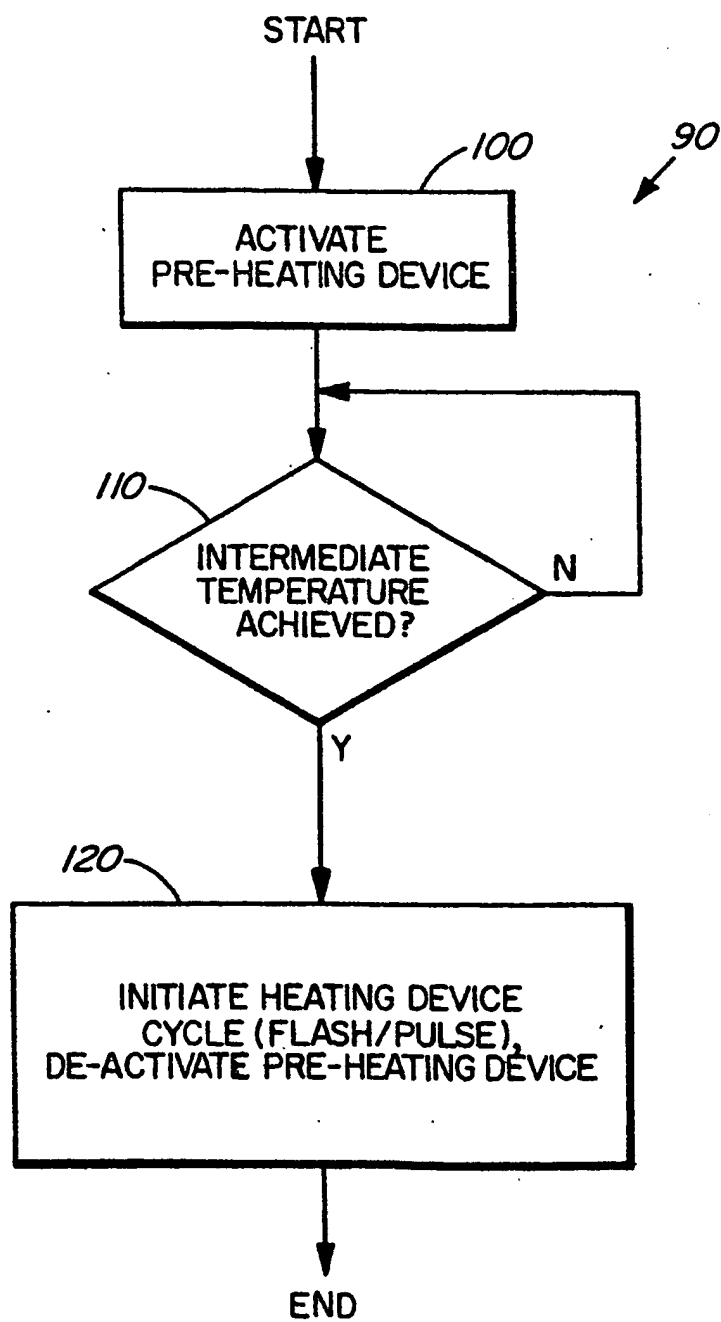 START
100
90
ACTIVATE
PRE-HEATING DEVICE
110
INTERMEDIATE
TEMPERATURE
ACHIEVED?
N
Y
120
INITIATE HEATING DEVICE
CYCLE (FLASH/PULSE),
DE-ACTIVATE PRE-HEATING DEVICE
END